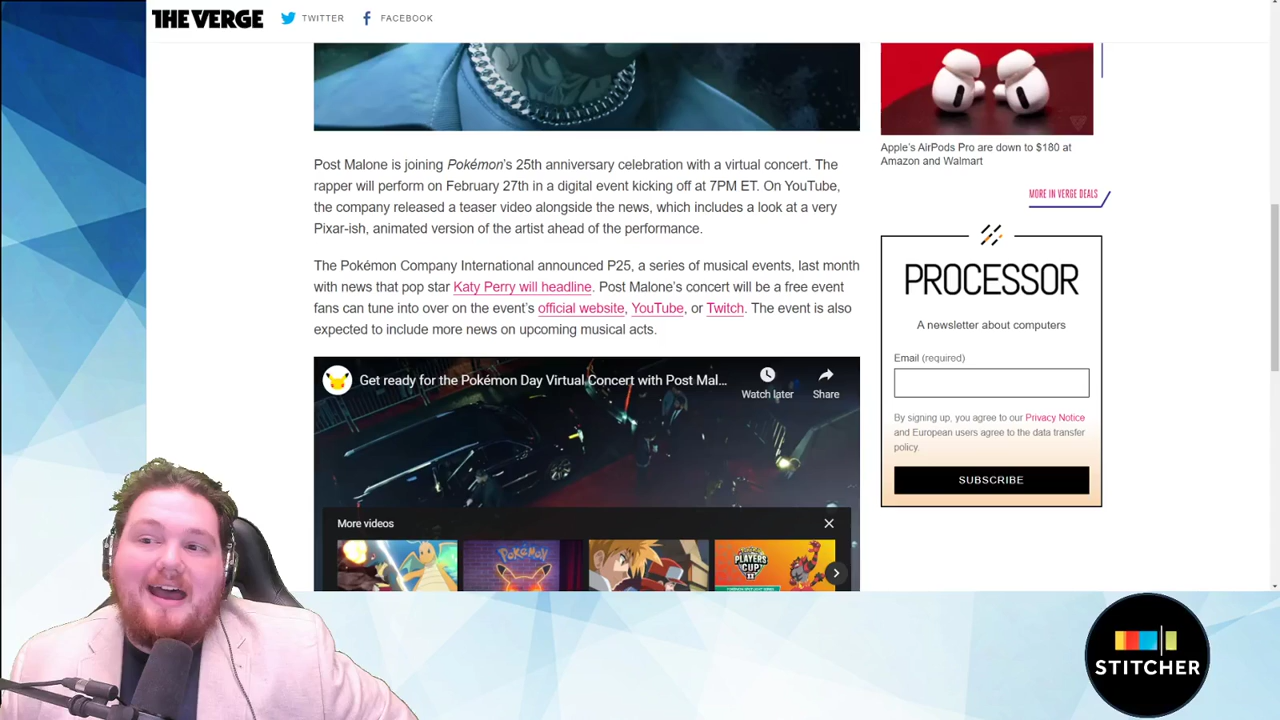 THE VERGE
TWITTER
FACEBOOK
Post Malone is joining Pokémon's 25th anniversary celebration with a virtual concert. The
rapper will perform on February 27th in a digital event kicking off at 7PM ET. On YouTube,
the company released a teaser video alongside the news, which includes a look at a very
Pixar-ish, animated version of the artist ahead of the performance.
The Pokémon Company International announced P25, a series of musical events, last month
with news that pop star Katy Perry will headline. Post Malone's concert will be a free event
fans can tune into over on the event's official website, YouTube, or Twitch. The event is also
expected to include more news on upcoming musical acts.
Get ready for the Pokémon Day Virtual Concert with Post Mal...
Watch later
Share
More videos
POKÉMON
POKÉMON
PLAYERS
CUP
Apple's AirPods Pro are down to $180 at
Amazon and Walmart
MORE IN VERGE DEALS
PROCESSOR
A newsletter about computers
Email (required)
By signing up, you agree to our Privacy Notice
and European users agree to the data transfer
policy.
SUBSCRIBE
STITCHER